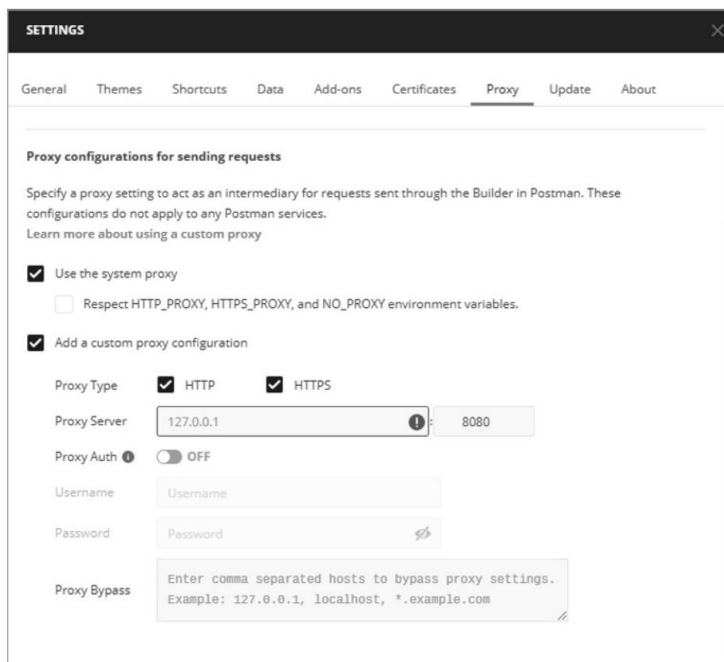 SETTINGS
General Themes Shortcuts Data Add-ons Certificates Proxy Update About
Proxy configurations for sending requests
Specify a proxy setting to act as an intermediary for requests sent through the Builder in Postman. These
configurations do not apply to any Postman services.
Learn more about using a custom proxy
Use the system proxy
Respect HTTP_PROXY, HTTPS_PROXY, and NO_PROXY environment variables.
Add a custom proxy configuration
Proxy Type HTTP HTTPS
Proxy Server 127.0.0.1 : 8080
Proxy Auth OFF
Username Username
Password Password
Proxy Bypass
Enter comma separated hosts to bypass proxy settings.
Example: 127.0.0.1, localhost, *.example.com